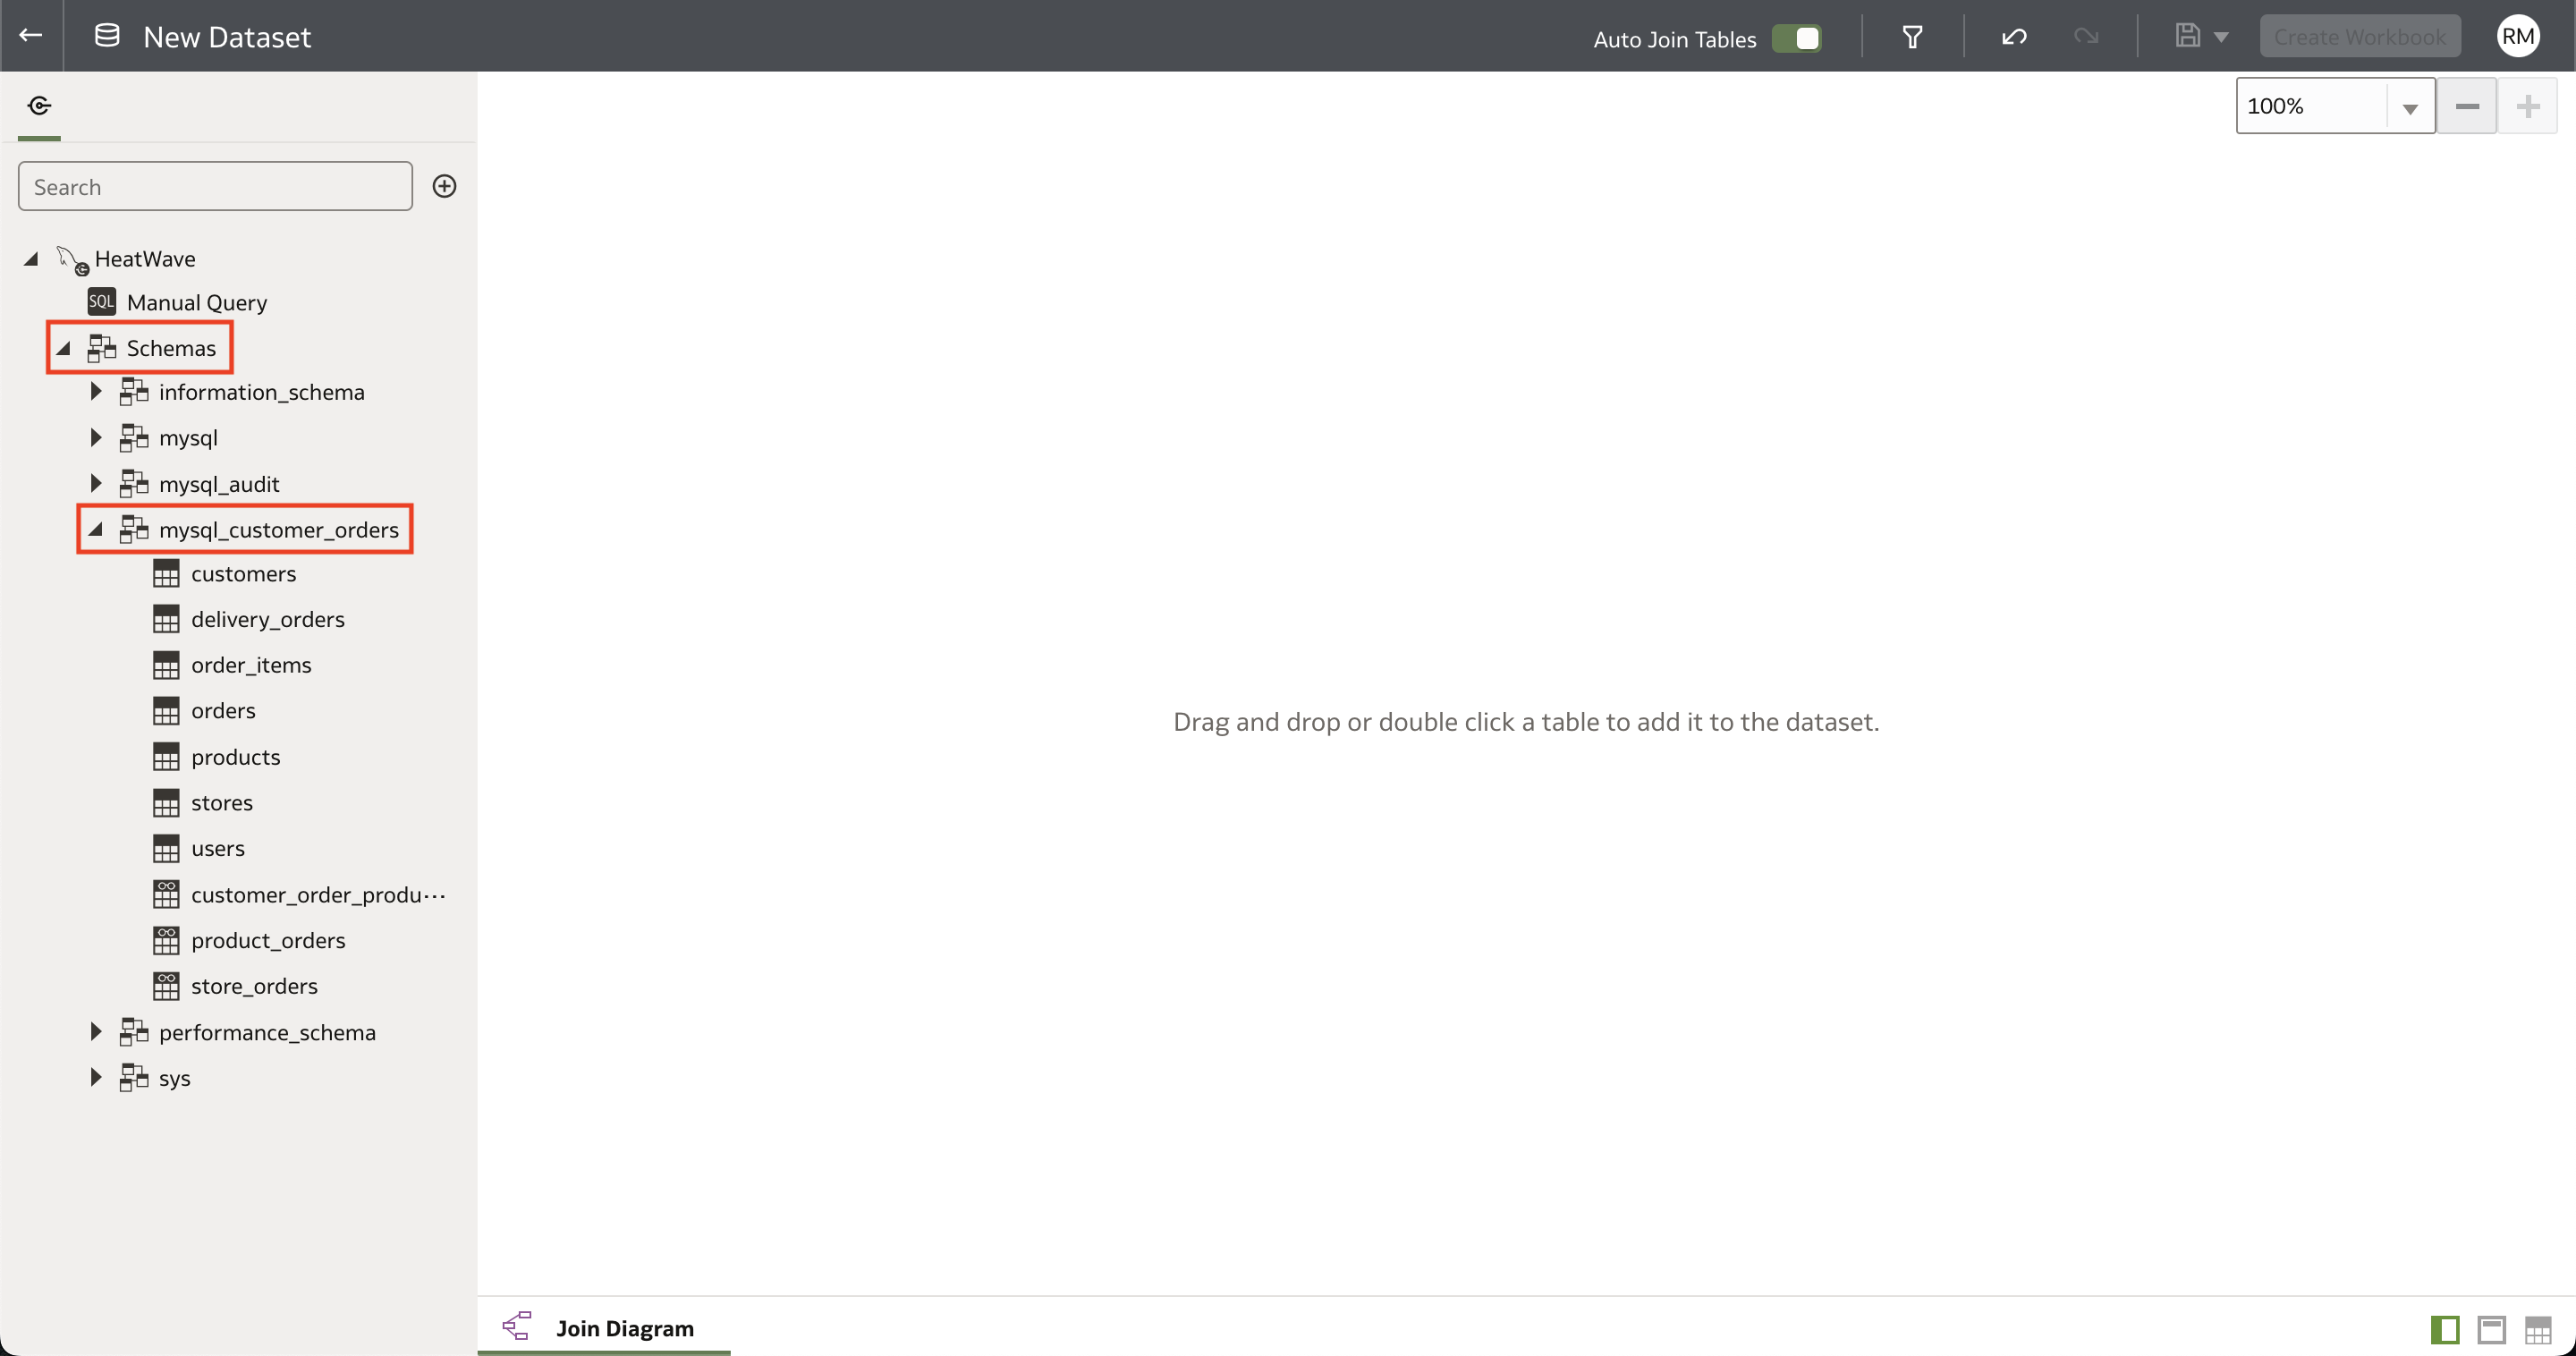 New Dataset
Auto Join Tables
Create Workbook
RM
100%
Search
HeatWave
SQL Manual Query
Schemas
information_schema
mysql
mysql_audit
mysql_customer_orders
customers
delivery_orders
order_items
orders
products
stores
users
customer_order_produ···
product_orders
store_orders
performance_schema
sys
Drag and drop or double click a table to add it to the dataset.
Join Diagram